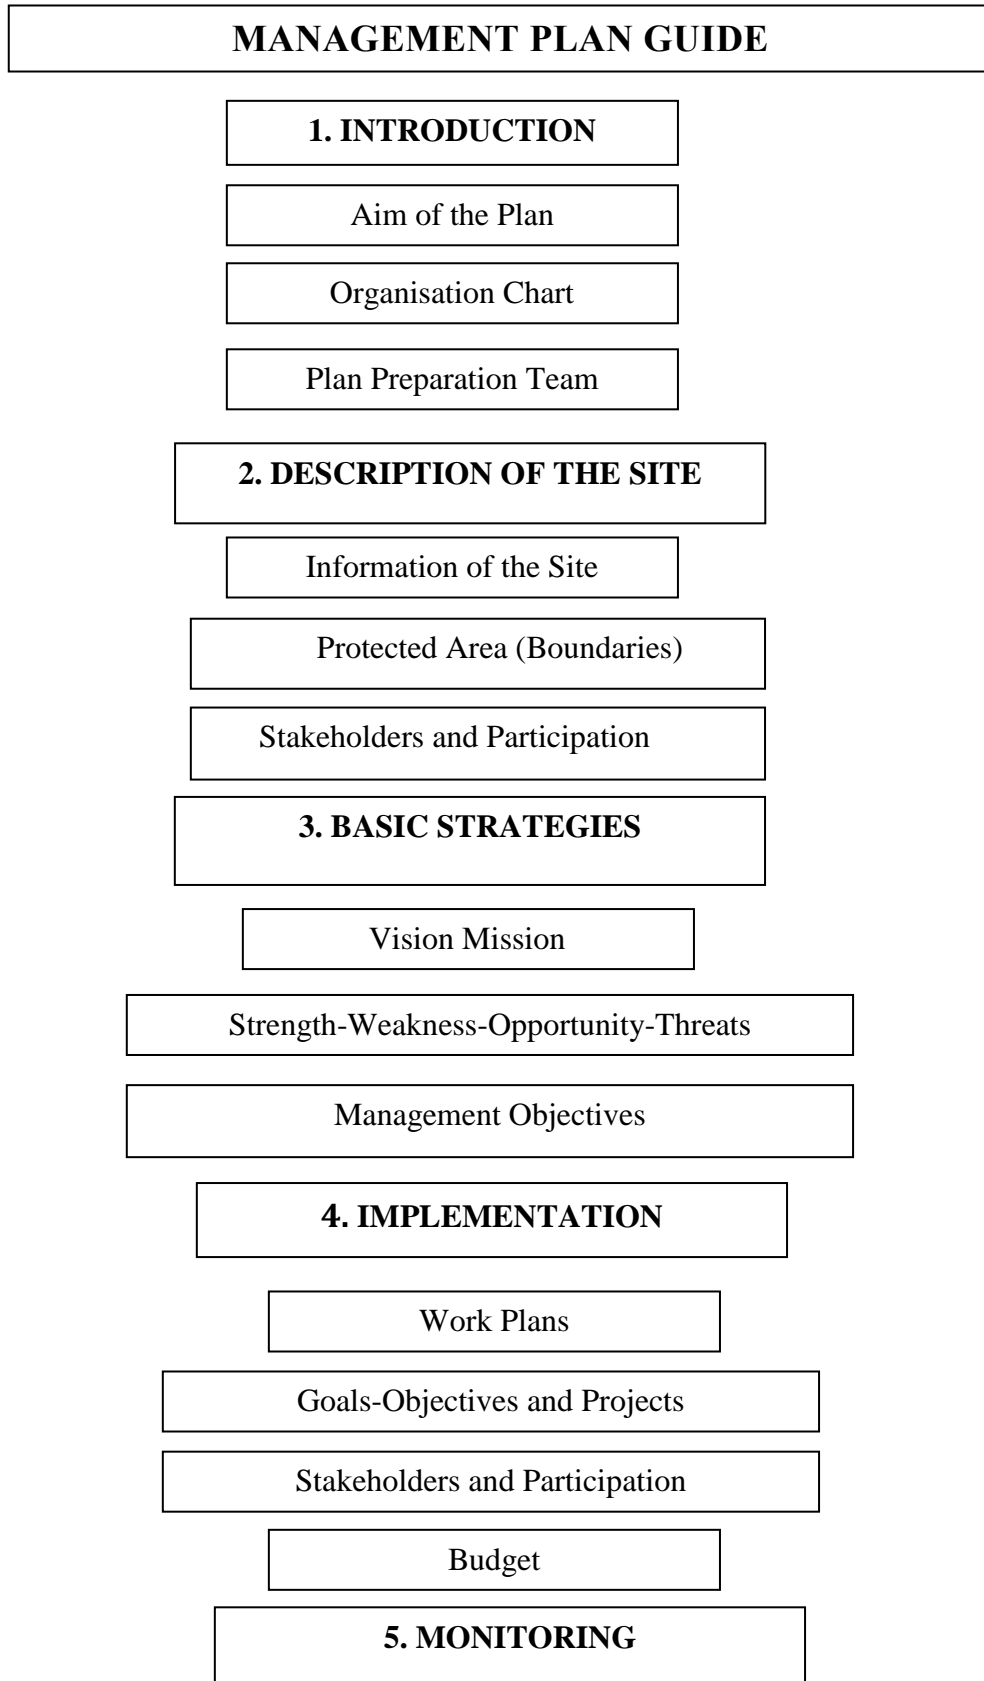 MANAGEMENT PLAN GUIDE
1. INTRODUCTION
Aim of the Plan
Organisation Chart
Plan Preparation Team
2. DESCRIPTION OF THE SITE
Information of the Site
Protected Area (Boundaries)
Stakeholders and Participation
3. BASIC STRATEGIES
Vision Mission
Strength-Weakness-Opportunity-Threats
Management Objectives
4. IMPLEMENTATION
Work Plans
Goals-Objectives and Projects
Stakeholders and Participation
Budget
5. MONITORING